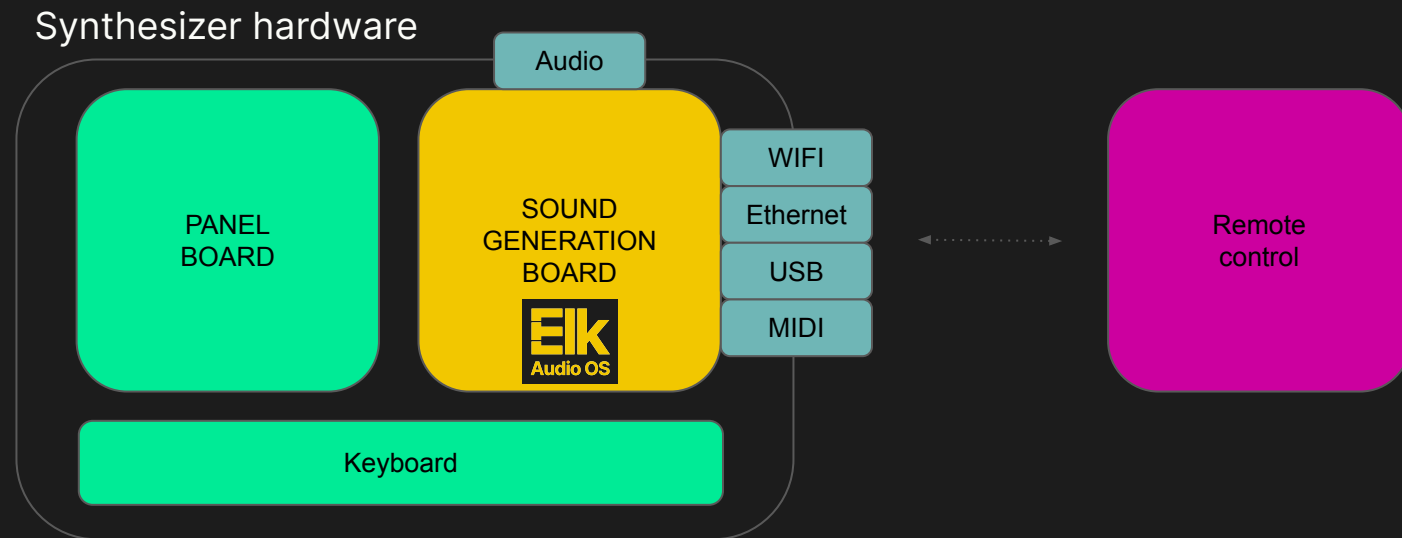 Synthesizer hardware
Audio
PANEL
BOARD
SOUND
GENERATION
BOARD
Elk
Audio OS
WIFI
Ethernet
USB
MIDI
Remote
control
Keyboard